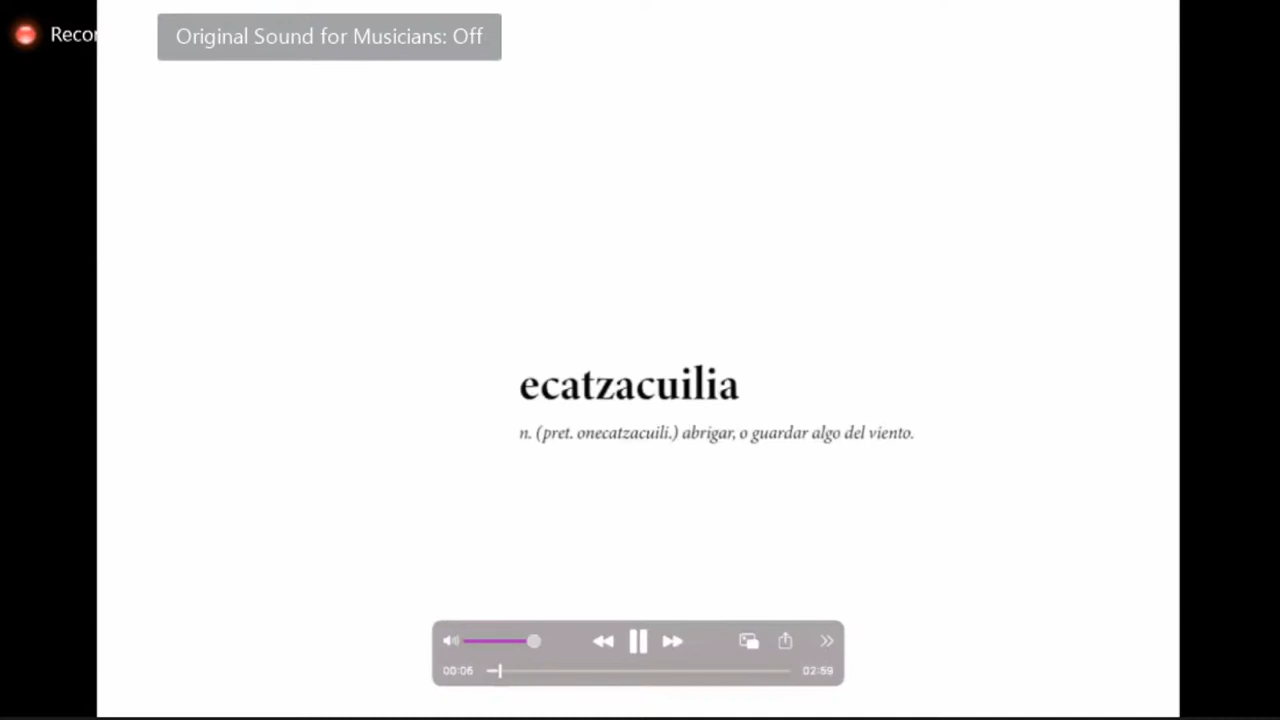 Original Sound for Musicians: Off
ecatzacuilia
n. (pret. onecatzacuili.) abrigar, o guardar algo del viento.
00:06
02:59